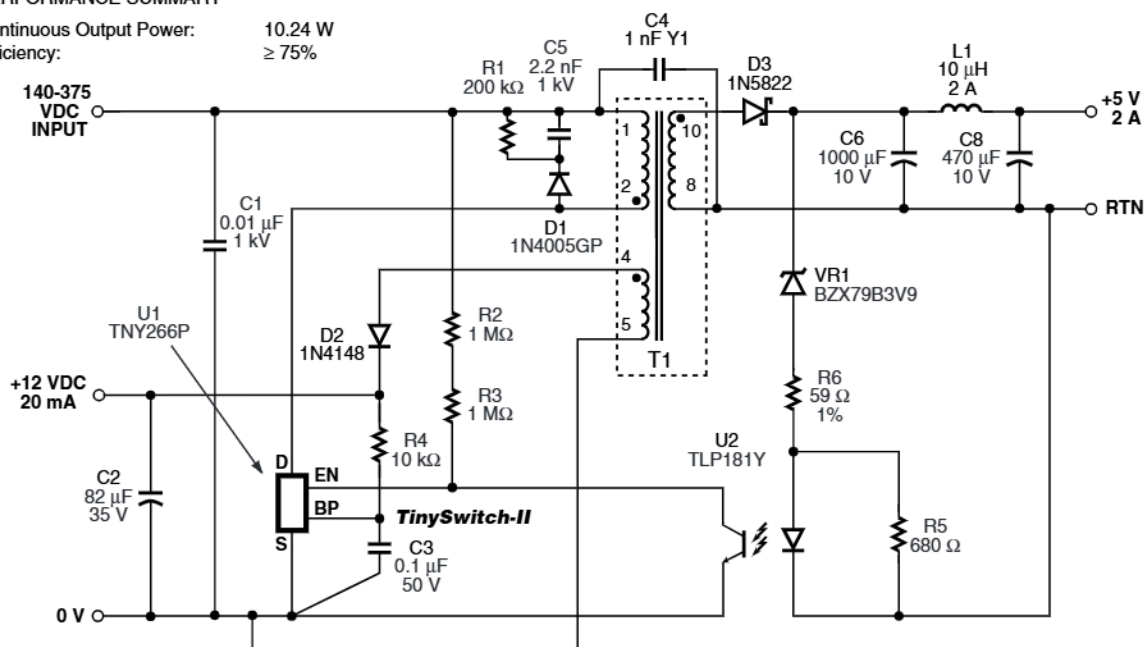 Continuous Output Power: 10.24 W
≥ 75%
140-375
VDC
INPUT
R1
200 kΩ
C5
2.2 nF
1 kV
C4
1 nF Y1
D3
1N5822
L1
10 µH
2 A
+5 V
2 A
1
10
2
8
C6
1000 µF
10 V
C8
470 µF
10 V
RTN
C1
0.01 µF
1 kV
D1
1N4005GP
4
5
T1
VR1
BZX79B3V9
U1
TNY266P
D2
1N4148
R2
1 MΩ
+12 VDC
20 mA
R3
1 MΩ
R6
59 Ω
1%
R4
10 kΩ
U2
TLP181Y
C2
82 µF
35 V
D
EN
BP
S
TinySwitch-II
C3
0.1 µF
50 V
R5
680 Ω
0 V